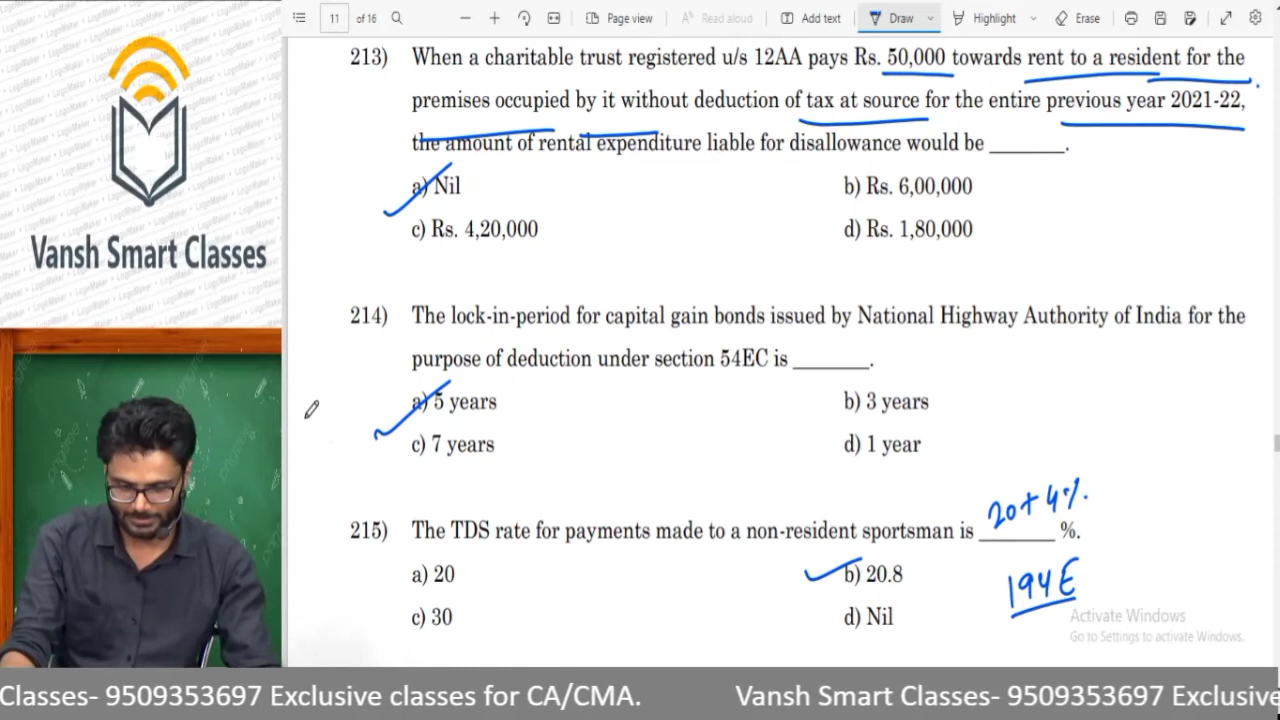 11 of 16 Page view Read aloud Add text Draw Highlight Erase
Vansh Smart Classes
213) When a charitable trust registered u/s 12AA pays Rs. 50,000 towards rent to a resident for the
premises occupied by it without deduction of tax at source for the entire previous year 2021-22,
the amount of rental expenditure liable for disallowance would be _______.
a) Nil b) Rs. 6,00,000
c) Rs. 4,20,000 d) Rs. 1,80,000
214) The lock-in-period for capital gain bonds issued by National Highway Authority of India for the
purpose of deduction under section 54EC is _______.
a) 5 years b) 3 years
c) 7 years d) 1 year
20+4%.
215) The TDS rate for payments made to a non-resident sportsman is _______ %.
a) 20 b) 20.8
194E
c) 30 d) Nil
Activate Windows
Go to Settings to activate Windows.
Classes- 9509353697 Exclusive classes for CA/CMA. Vansh Smart Classes- 9509353697 Exclusive